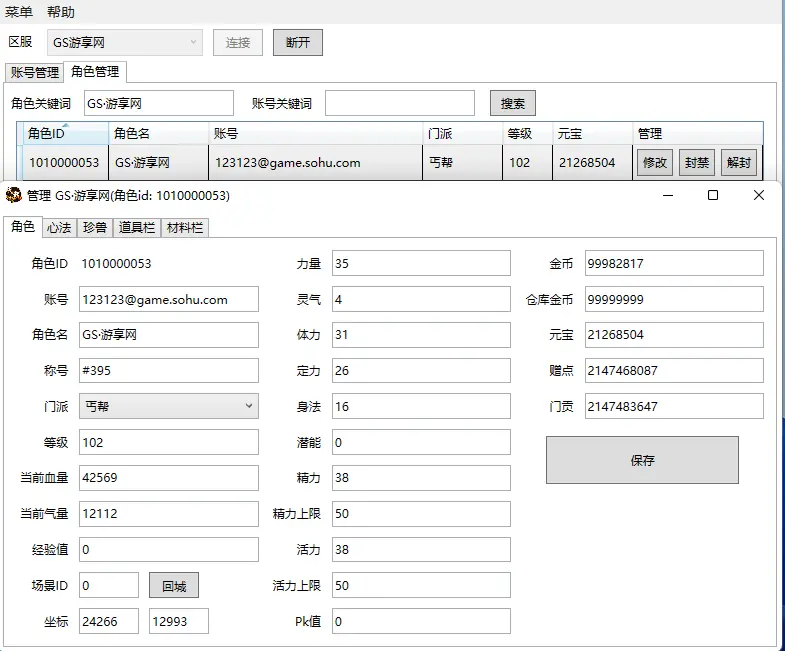 菜单 帮助
区服 GS游享网 连接 断开
账号管理 角色管理
角色关键词 GS·游享网 账号关键词 搜索
角色ID 角色名 账号 门派 等级 元宝 管理
1010000053 GS·游享网 123123@game.sohu.com 丐帮 102 21268504 修改 封禁 解封
管理 GS·游享网(角色id: 1010000053)
角色 心法 珍兽 道具栏 材料栏
角色ID 1010000053 力量 35 金币 99982817
账号 123123@game.sohu.com 灵气 4 仓库金币 99999999
角色名 GS·游享网 体力 31 元宝 21268504
称号 #395 定力 26 赠点 2147468087
门派 丐帮 身法 16 门贡 2147483647
等级 102 潜能 0
保存
当前血量 42569 精力 38
当前气量 12112 精力上限 50
经验值 0 活力 38
场景ID 0 回城 活力上限 50
坐标 24266 12993 Pk值 0